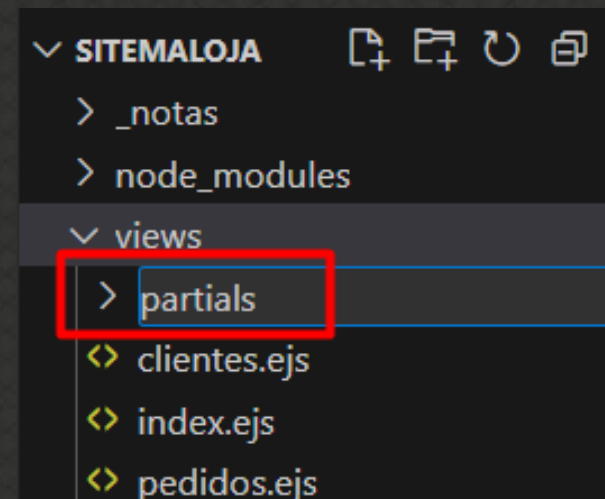 SITEMALOJA
_notas
node_modules
views
partials
clientes.ejs
index.ejs
pedidos.ejs